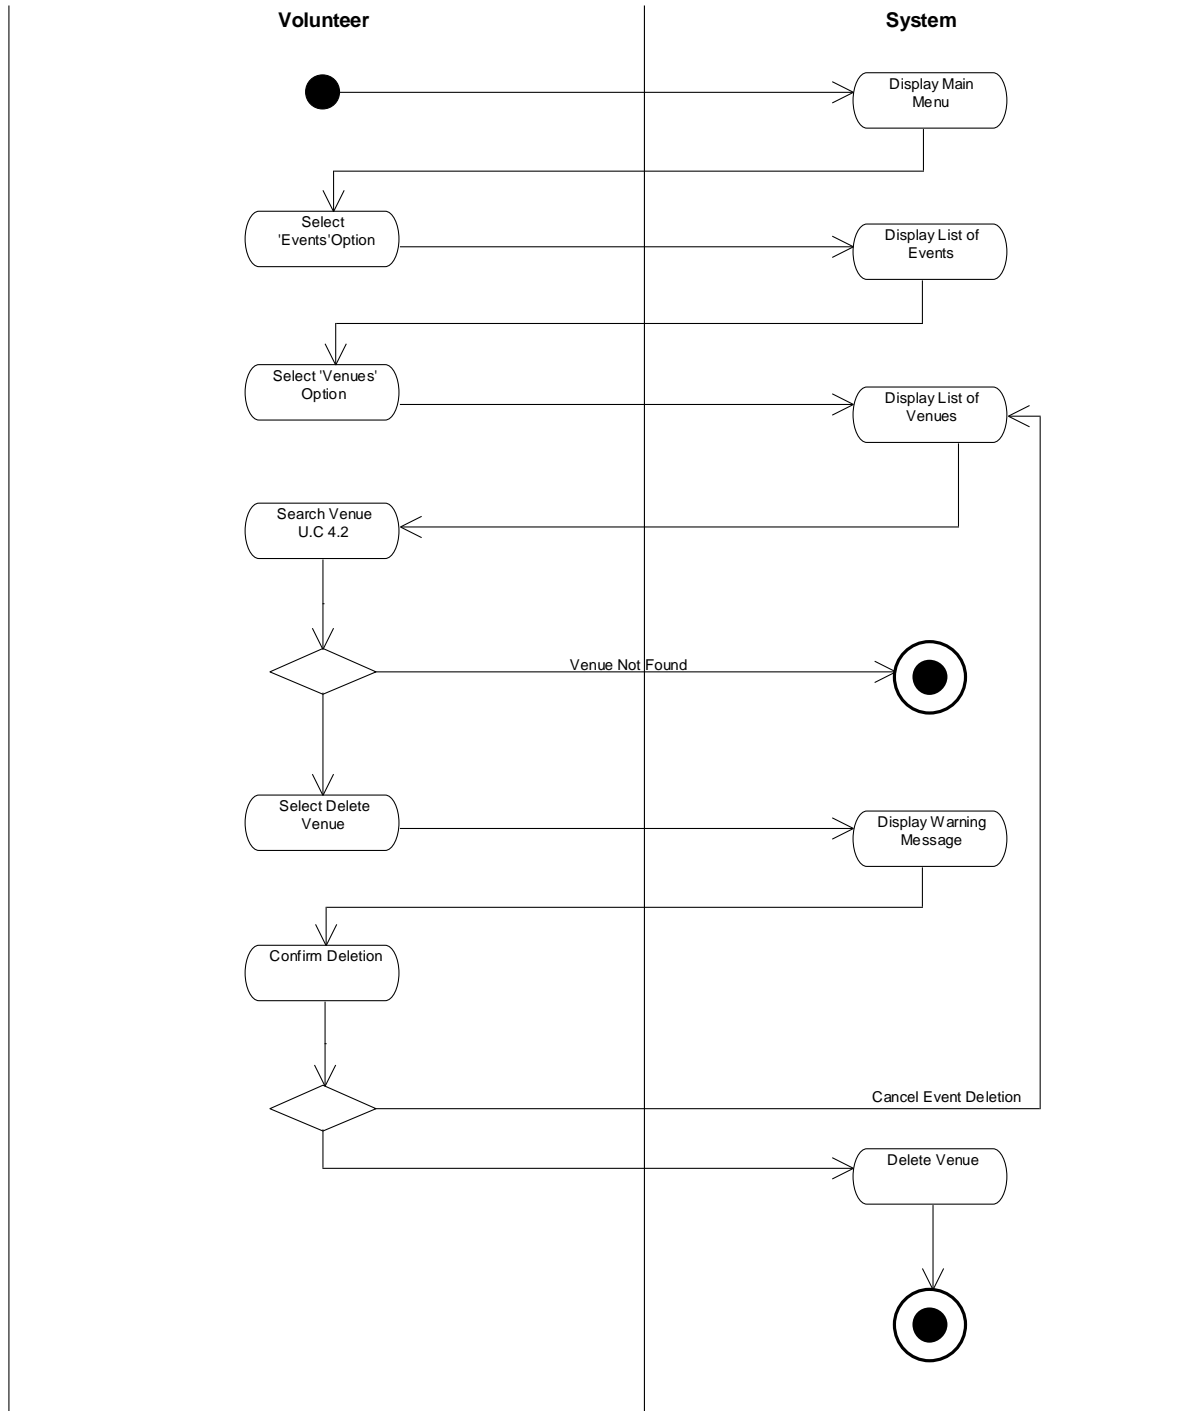 Volunteer
System
Display Main
Menu
Select
'Events'Option
Display List of
Events
Select 'Venues'
Option
Display List of
Venues
Search Venue
U.C 4.2
Venue Not Found
Select Delete
Venue
Display Warning
Message
Confirm Deletion
Cancel Event Deletion
Delete Venue